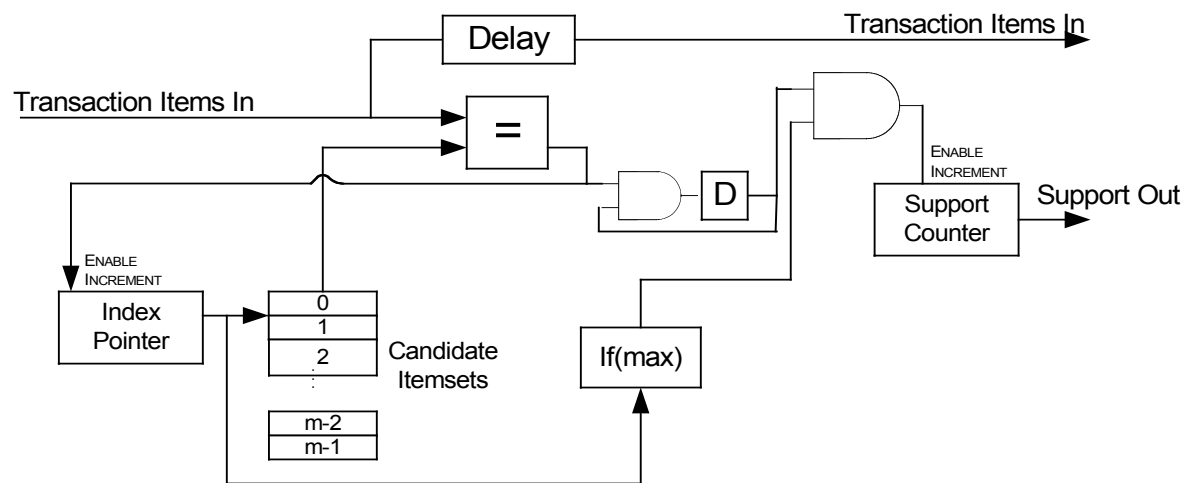 Delay
Transaction Items In
Transaction Items In
=
ENABLE
INCREMENT
D
Support
Counter
Support Out
ENABLE
INCREMENT
Index
Pointer
0
1
2
⋮
m-2
m-1
Candidate
Itemsets
If(max)